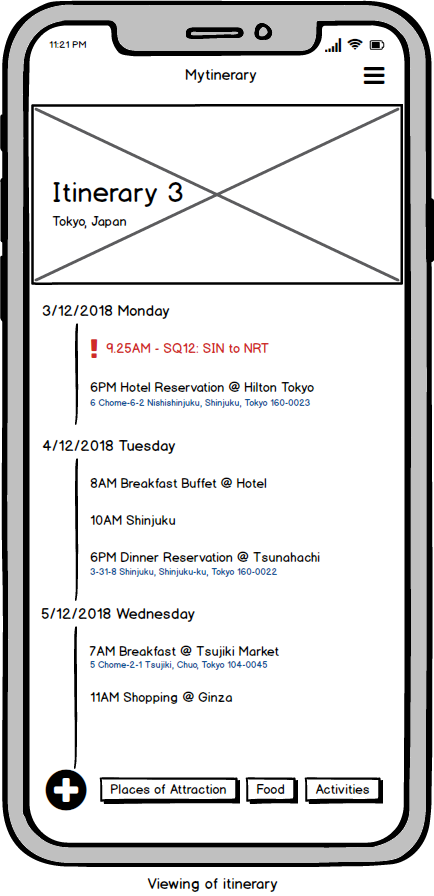 11:21 PM
Mytinerary
Itinerary 3
Tokyo, Japan
3/12/2018 Monday
! 9.25AM - SQ12: SIN to NRT
6PM Hotel Reservation @ Hilton Tokyo
6 Chome-6-2 Nishishinjuku, Shinjuku, Tokyo 160-0023
4/12/2018 Tuesday
8AM Breakfast Buffet @ Hotel
10AM Shinjuku
6PM Dinner Reservation @ Tsunahachi
3-31-8 Shinjuku, Shinjuku-ku, Tokyo 160-0022
5/12/2018 Wednesday
7AM Breakfast @ Tsujiki Market
5 Chome-2-1 Tsujiki, Chuo, Tokyo 104-0045
11AM Shopping @ Ginza
Places of Attraction Food Activities
Viewing of itinerary